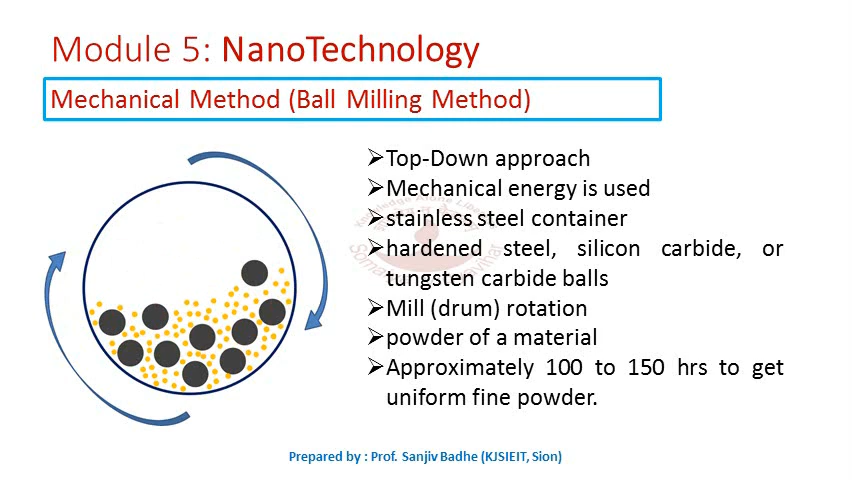 Module 5: NanoTechnology
Mechanical Method (Ball Milling Method)
➢Top-Down approach
➢Mechanical energy is used
➢stainless steel container
➢hardened steel, silicon carbide, or
tungsten carbide balls
➢Mill (drum) rotation
➢powder of a material
➢Approximately 100 to 150 hrs to get
uniform fine powder.
Prepared by : Prof. Sanjiv Badhe (KJSIEIT, Sion)